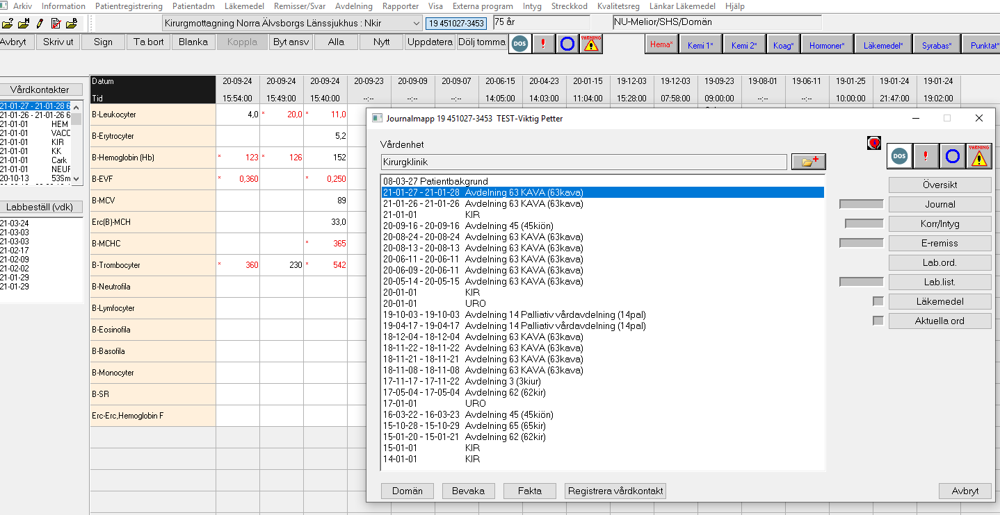 Arkiv Information Patientregistrering Patientadm Läkemedel Remisser/Svar Avdelning Rapporter Visa Externa program Intyg Streckkod Kvalitetsreg Länkar Läkemedel Hjälp
Kirurgmottagning Norra Älvsborgs Länssjukhus : Nkir 19 451027-3453 75 år NU-Melior/SHS/Domän
Avbryt Skriv ut Sign Ta bort Blanka Koppla Byt ansv Alla Nytt Uppdatera Dölj tomma DOS ! VARNING Hema* Kemi 1* Kemi 2* Koag* Hormoner* Läkemedel* Syrabas* Punktat*
Vårdkontakter
21-01-27 - 21-01-28 6
21-01-26 - 21-01-26 6
21-01-01 HEM
21-01-01 VACC
21-01-01 KIR
21-01-01 KK
21-01-01 Cark
21-01-01 NEUF
20-10-13 53Sm
Labbeställ (vdk)
21-03-24
21-03-03
21-03-03
21-02-17
21-02-09
21-02-02
21-01-29
21-01-29
Datum 20-09-24 20-09-24 20-09-24 20-09-23 20-09-09 20-09-07 20-06-15 20-04-23 20-01-15 19-12-03 19-12-03 19-09-23 19-08-01 19-06-11 19-01-25 19-01-24 19-01-24
Tid 15:54:00 15:49:00 15:40:00 --:-- --:-- --:-- 14:05:00 14:03:00 11:04:00 15:28:00 07:58:00 09:00:00 --:-- --:-- 10:00:00 21:47:00 19:02:00
B-Leukocyter 4,0 * 20,0 * 11,0
B-Erytrocyter 5,2
B-Hemoglobin (Hb) * 123 * 126 152
B-EVF * 0,360 * 0,250
B-MCV 89
Erc(B)-MCH 33,0
B-MCHC * 365
B-Trombocyter * 360 230 * 542
B-Neutrofila
B-Lymfocyter
B-Eosinofila
B-Basofila
B-Monocyter
B-SR
Erc-Erc,Hemoglobin F
Journalmapp 19 451027-3453 TEST-Viktig Petter
Vårdenhet
Kirurgklinik
DOS ! VARNING
08-03-27 Patientbakgrund
21-01-27 - 21-01-28 Avdelning 63 KAVA (63kava)
21-01-26 - 21-01-26 Avdelning 63 KAVA (63kava)
21-01-01 KIR
20-09-16 - 20-09-16 Avdelning 45 (45kiön)
20-08-24 - 20-08-24 Avdelning 63 KAVA (63kava)
20-08-13 - 20-08-13 Avdelning 63 KAVA (63kava)
20-06-11 - 20-06-11 Avdelning 63 KAVA (63kava)
20-06-09 - 20-06-11 Avdelning 63 KAVA (63kava)
20-05-14 - 20-05-15 Avdelning 63 KAVA (63kava)
20-01-01 KIR
20-01-01 URO
19-10-03 - 19-10-03 Avdelning 14 Palliativ vårdavdelning (14pal)
19-04-17 - 19-04-17 Avdelning 14 Palliativ vårdavdelning (14pal)
18-12-04 - 18-12-04 Avdelning 63 KAVA (63kava)
18-11-22 - 18-11-22 Avdelning 63 KAVA (63kava)
18-11-21 - 18-11-21 Avdelning 63 KAVA (63kava)
18-11-08 - 18-11-08 Avdelning 63 KAVA (63kava)
17-11-17 - 17-11-22 Avdelning 3 (3kiur)
17-05-04 - 17-05-04 Avdelning 62 (62kir)
17-01-01 URO
16-03-22 - 16-03-23 Avdelning 45 (45kiön)
15-10-28 - 15-10-29 Avdelning 65 (65kir)
15-01-20 - 15-01-21 Avdelning 62 (62kir)
15-01-01 KIR
14-01-01 KIR
Översikt
Journal
Korr/Intyg
E-remiss
Lab.ord.
Lab.list.
Läkemedel
Aktuella ord
Domän Bevaka Fakta Registrera vårdkontakt Avbryt